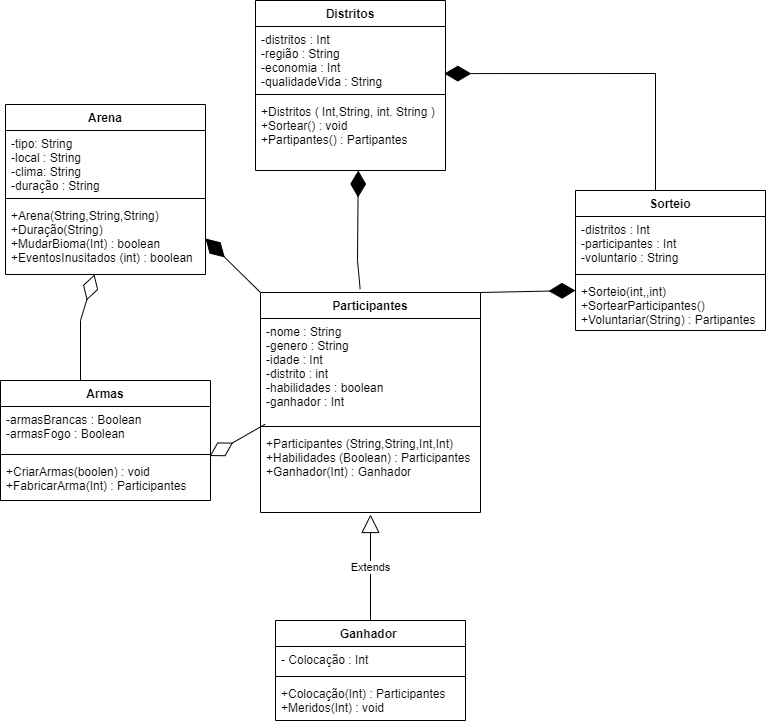 Distritos
-distritos : Int
-região : String
-economia : Int
-qualidadeVida : String
+Distritos ( Int,String, int. String )
+Sortear() : void
+Partipantes() : Partipantes
Arena
-tipo: String
-local : String
-clima: String
-duração : String
+Arena(String,String,String)
+Duração(String)
+MudarBioma(Int) : boolean
+EventosInusitados (int) : boolean
Sorteio
-distritos : Int
-participantes : Int
-voluntario : String
+Sorteio(int,,int)
+SortearParticipantes()
+Voluntariar(String) : Partipantes
Participantes
-nome : String
-genero : String
-idade : Int
-distrito : int
-habilidades : boolean
-ganhador : Int
+Participantes (String,String,Int,Int)
+Habilidades (Boolean) : Participantes
+Ganhador(Int) : Ganhador
Armas
-armasBrancas : Boolean
-armasFogo : Boolean
+CriarArmas(boolen) : void
+FabricarArma(Int) : Participantes
Extends
Ganhador
- Colocação : Int
+Colocação(Int) : Participantes
+Meridos(Int) : void